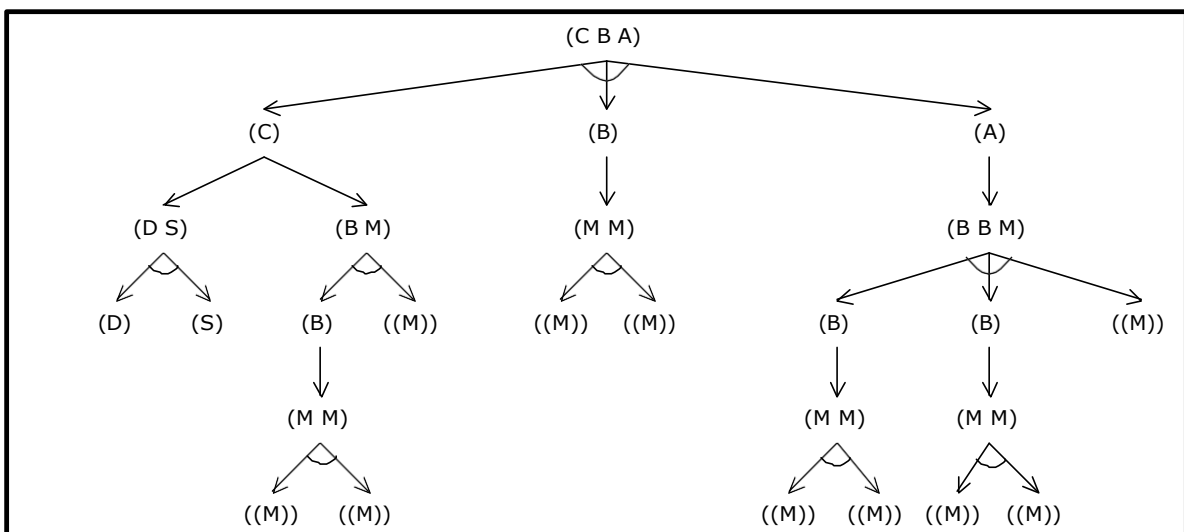 (C B A)
(C) (B) (A)
(D S) (B M) (M M) (B B M)
(D) (S) (B) ((M)) ((M)) ((M)) (B) (B) ((M))
(M M) (M M) (M M)
((M)) ((M)) ((M)) ((M)) ((M)) ((M))